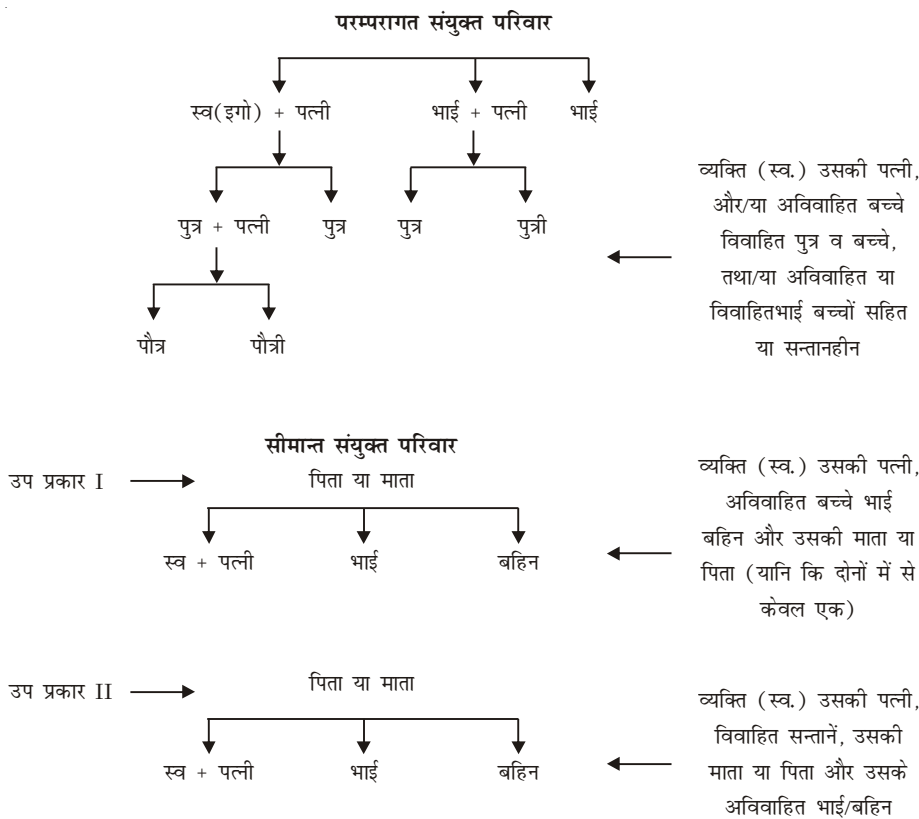 परम्परागत संयुक्त परिवार
स्व(इगो) + पत्नी भाई + पत्नी भाई
पुत्र + पत्नी पुत्र पुत्र पुत्री
पौत्र पौत्री
व्यक्ति (स्व.) उसकी पत्नी,
और/या अविवाहित बच्चे
विवाहित पुत्र व बच्चे,
तथा/या अविवाहित या
विवाहितभाई बच्चों सहित
या सन्तानहीन
सीमान्त संयुक्त परिवार
उप प्रकार I पिता या माता
स्व + पत्नी भाई बहिन
व्यक्ति (स्व.) उसकी पत्नी,
अविवाहित बच्चे भाई
बहिन और उसकी माता या
पिता (यानि कि दोनों में से
केवल एक)
उप प्रकार II पिता या माता
स्व + पत्नी भाई बहिन
व्यक्ति (स्व.) उसकी पत्नी,
विवाहित सन्तानें, उसकी
माता या पिता और उसके
अविवाहित भाई/बहिन